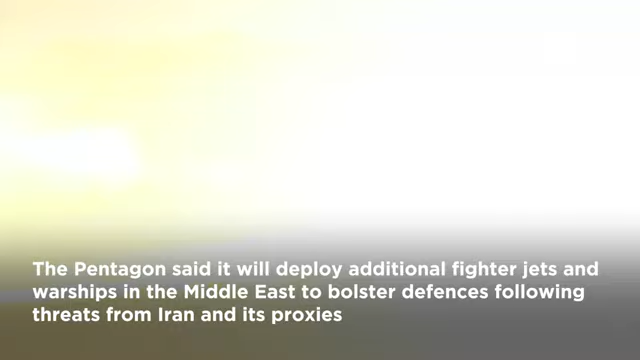 The Pentagon said it will deploy additional fighter jets and
warships in the Middle East to bolster defences following
threats from Iran and its proxies